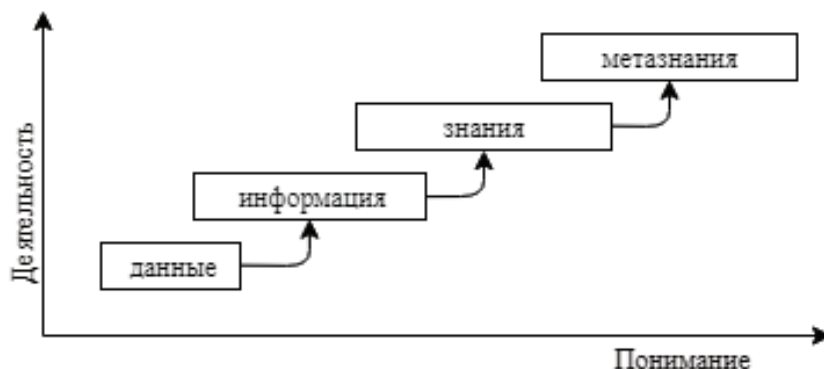 метазнания
знания
информация
данные
Деятельность
Понимание